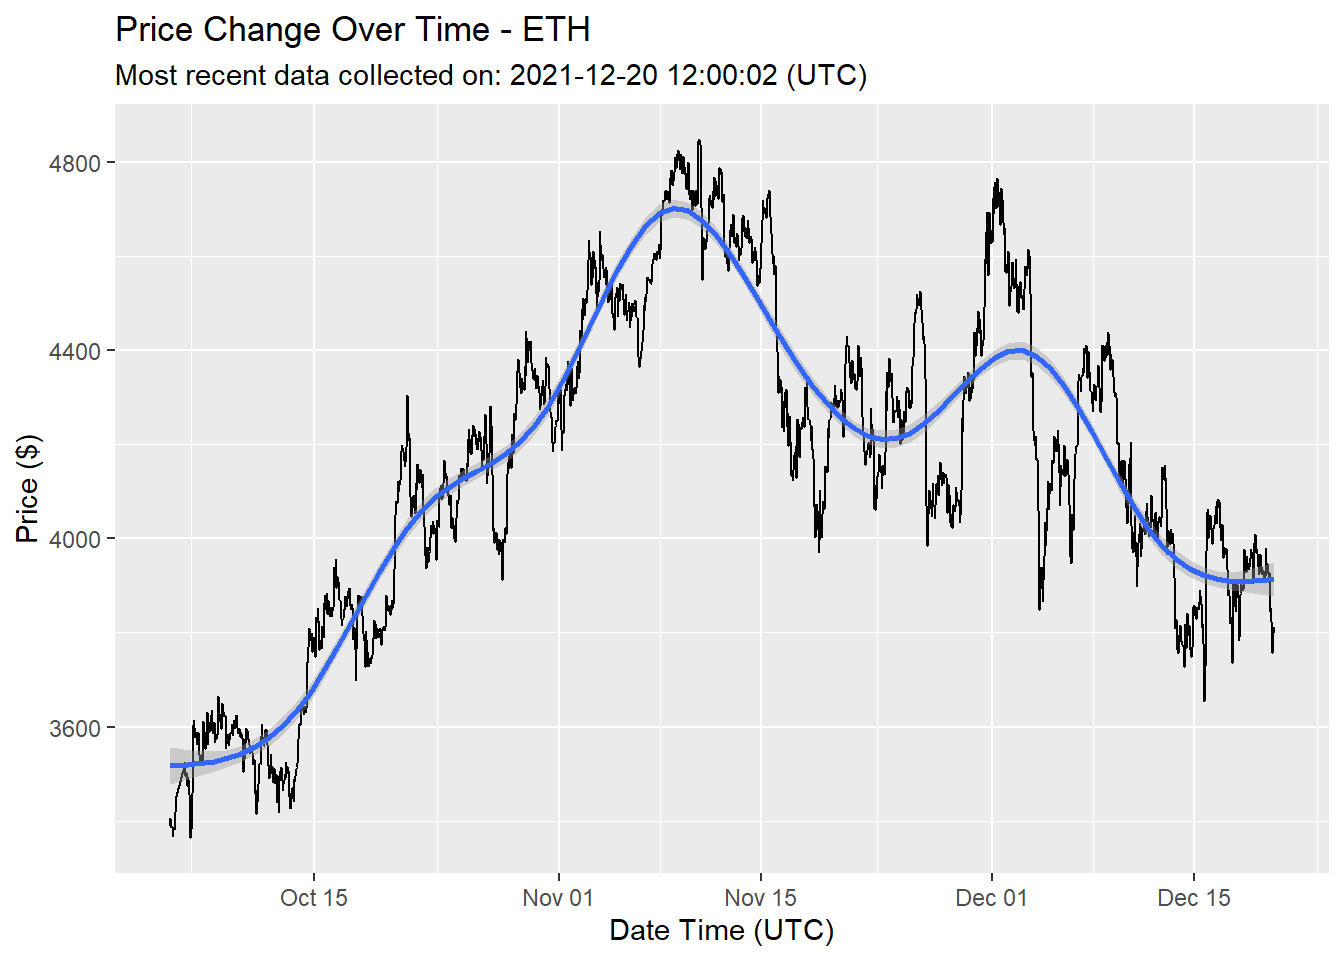 Price Change Over Time - ETH
Most recent data collected on: 2021-12-20 12:00:02 (UTC)
4800
4400
4000
3600
Price ($)
Oct 15
Nov 01
Nov 15
Dec 01
Dec 15
Date Time (UTC)